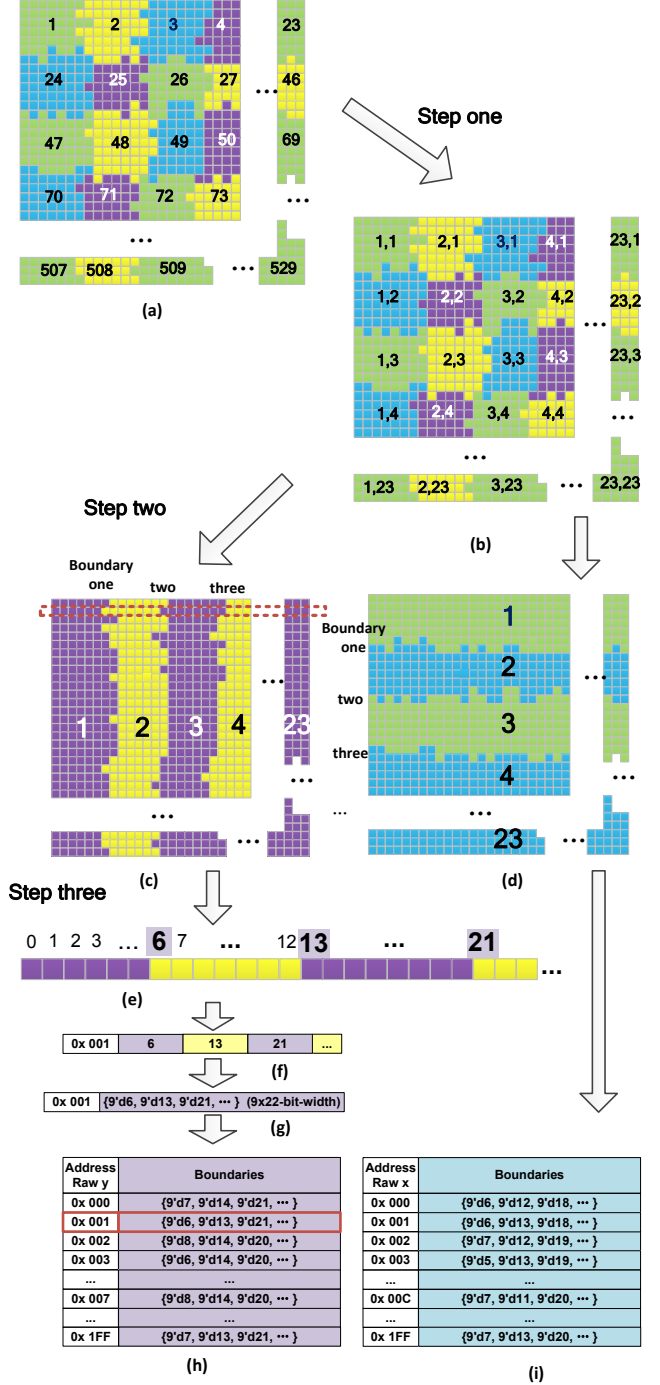 1 2 3 4 23
24 25 26 27 ... 46
47 48 49 50 69
70 71 72 73 ...
...
507 508 509 ... 529
(a)
Step one
1,1 2,1 3,1 4,1 23,1
1,2 2,2 3,2 4,2 ... 23,2
1,3 2,3 3,3 4,3 23,3
1,4 2,4 3,4 4,4 ...
...
1,23 2,23 3,23 ... 23,23
(b)
Step two
Boundary
one two three
1 2 3 4 ... 23
...
...
...
(c)
Boundary
one
two
three
1
2
3
4
...
...
...
...
23 ...
(d)
Step three
0 1 2 3 ... 6 7 ... 12 13 ... 21
...
(e)
0x 001 6 13 21 ...
(f)
0x 001 {9'd6, 9'd13, 9'd21, ··· } (9x22-bit-width)
(g)
Address Raw y Boundaries
0x 000 {9'd7, 9'd14, 9'd21, ··· }
0x 001 {9'd6, 9'd13, 9'd21, ··· }
0x 002 {9'd8, 9'd14, 9'd20, ··· }
0x 003 {9'd6, 9'd14, 9'd20, ··· }
... ...
0x 007 {9'd8, 9'd14, 9'd20, ··· }
... ...
0x 1FF {9'd7, 9'd13, 9'd21, ··· }
(h)
Address Raw x Boundaries
0x 000 {9'd6, 9'd12, 9'd18, ··· }
0x 001 {9'd6, 9'd13, 9'd18, ··· }
0x 002 {9'd7, 9'd12, 9'd19, ··· }
0x 003 {9'd5, 9'd13, 9'd19, ··· }
... ...
0x 00C {9'd7, 9'd11, 9'd20, ··· }
... ...
0x 1FF {9'd7, 9'd13, 9'd20, ··· }
(i)